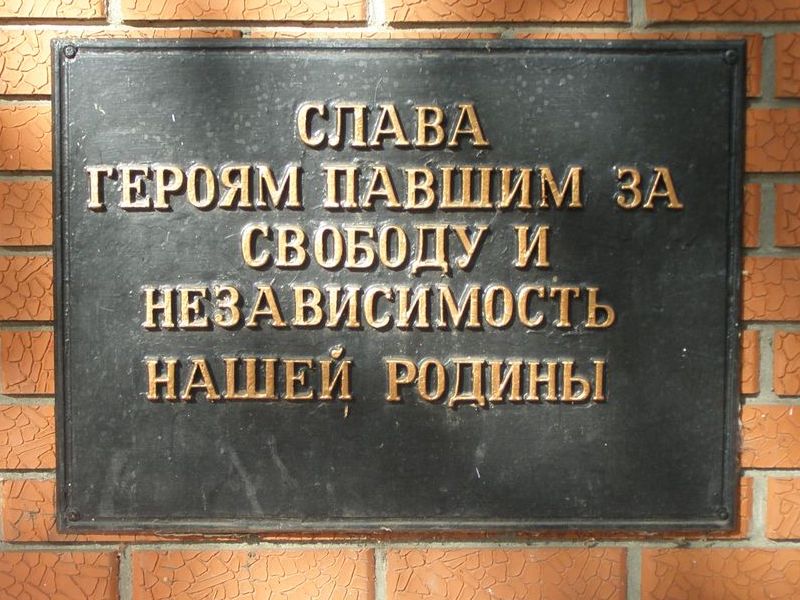 СЛАВА
ГЕРОЯМ ПАВШИМ ЗА
СВОБОДУ И
НЕЗАВИСИМОСТЬ
НАШЕЙ РОДИНЫ